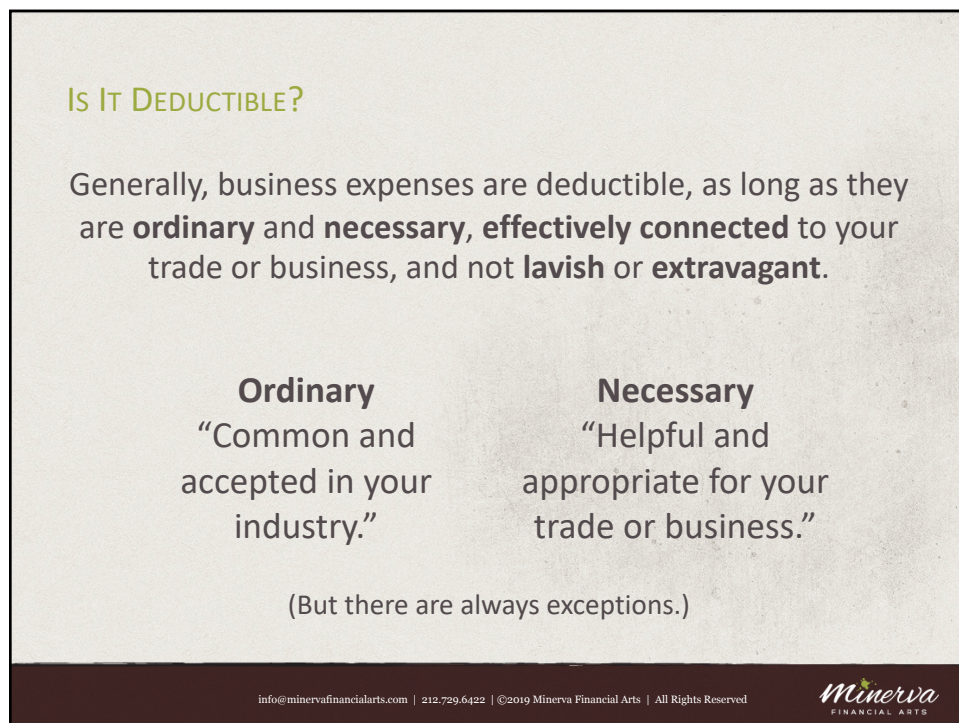 IS IT DEDUCTIBLE?
Generally, business expenses are deductible, as long as they
are ordinary and necessary, effectively connected to your
trade or business, and not lavish or extravagant.
Ordinary
“Common and
accepted in your
industry.”
Necessary
“Helpful and
appropriate for your
trade or business.”
(But there are always exceptions.)
info@minervafinancialarts.com | 212.729.6422 | ©2019 Minerva Financial Arts | All Rights Reserved
Minerva
FINANCIAL ARTS